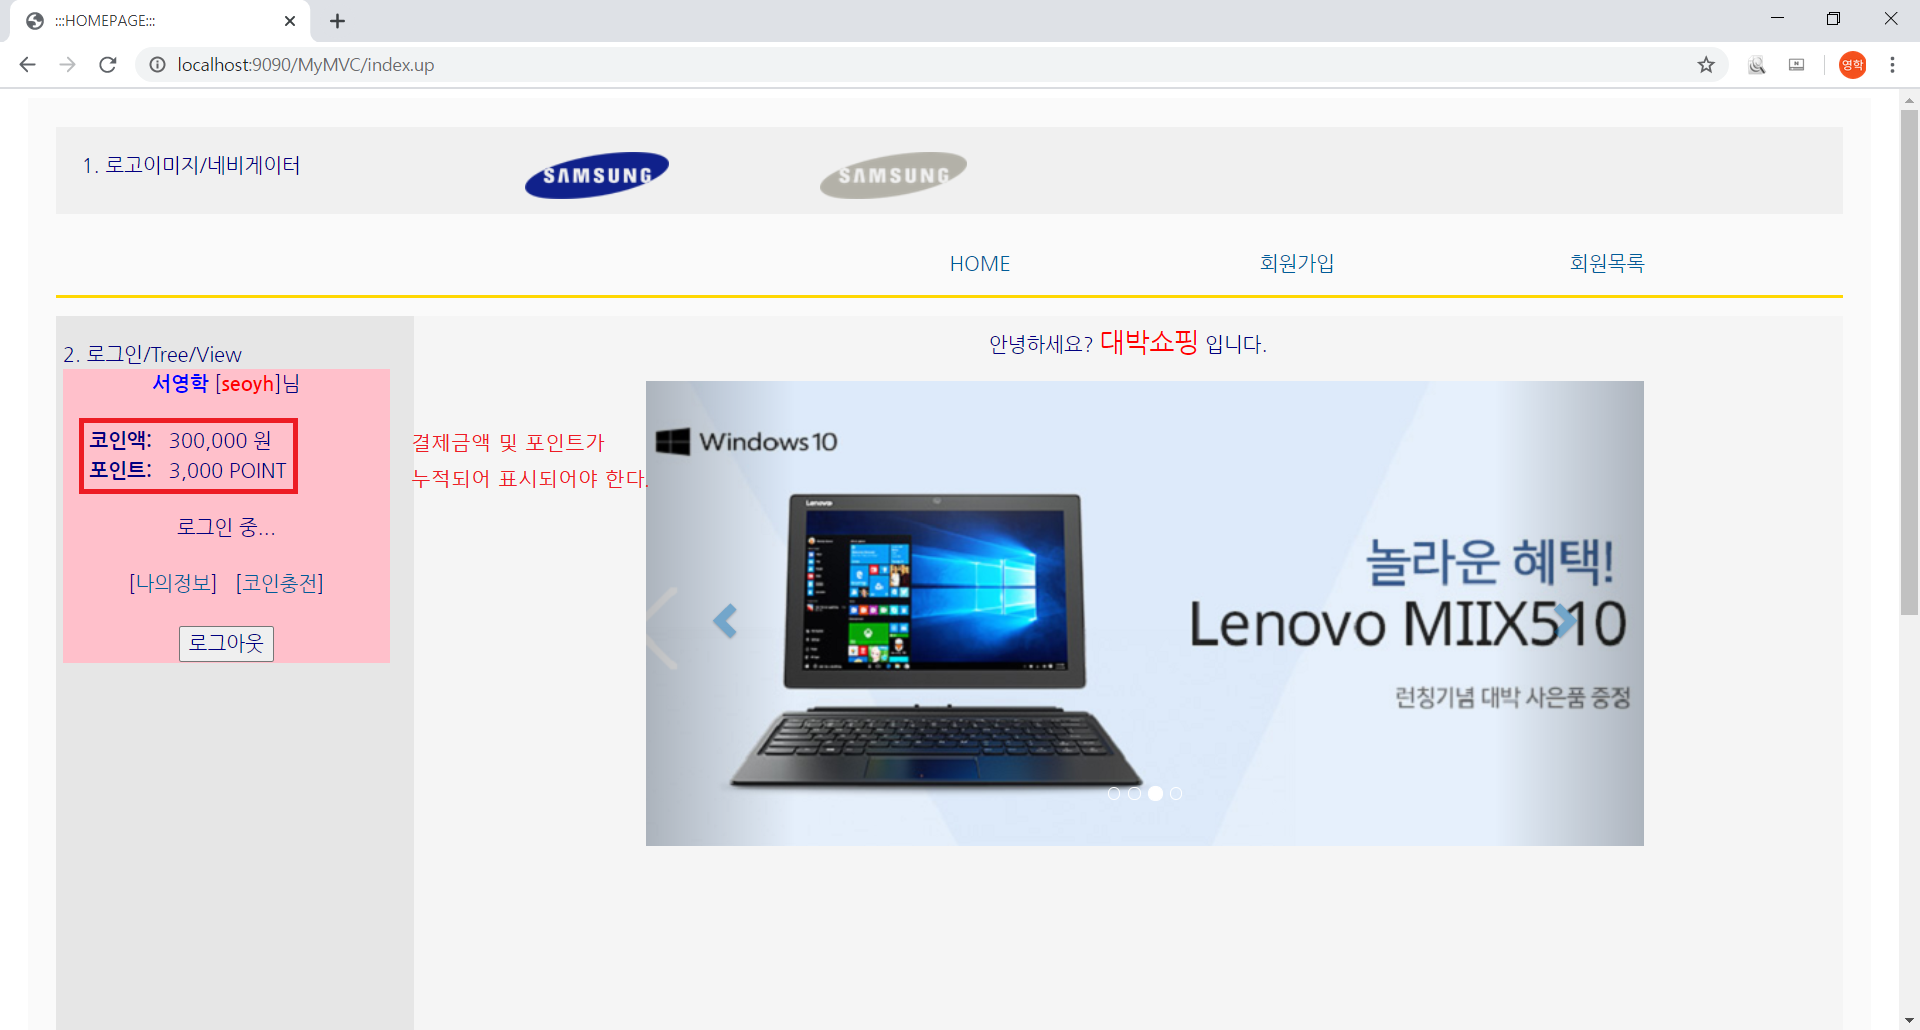 :::HOMEPAGE:::
localhost:9090/MyMVC/index.up
영학
1. 로고이미지/네비게이터
SAMSUNG
SAMSUNG
HOME 회원가입 회원목록
2. 로그인/Tree/View
서영학 [seoyh]님
코인액: 300,000 원
포인트: 3,000 POINT
로그인 중...
[나의정보] [코인충전]
로그아웃
결제금액 및 포인트가
누적되어 표시되어야 한다.
안녕하세요? 대박쇼핑 입니다.
Windows 10
Lenovo
놀라운 혜택!
Lenovo MIIX510
런칭기념 대박 사은품 증정